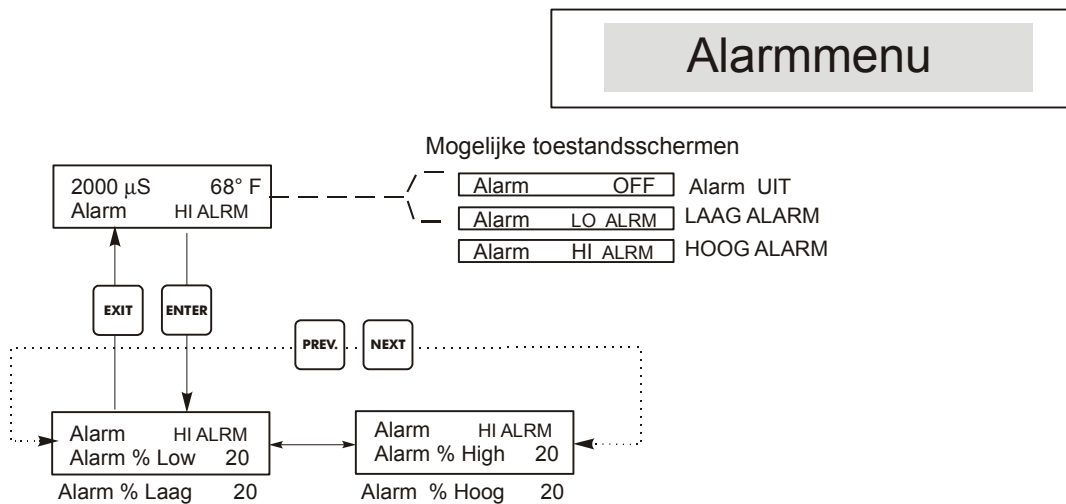 Alarmmenu
Mogelijke toestandsschermen
2000 µS 68° F
Alarm HI ALRM
Alarm OFF Alarm UIT
Alarm LO ALRM LAAG ALARM
Alarm HI ALRM HOOG ALARM
EXIT ENTER
PREV. NEXT
Alarm HI ALRM
Alarm % Low 20
Alarm % Laag 20
Alarm HI ALRM
Alarm % High 20
Alarm % Hoog 20